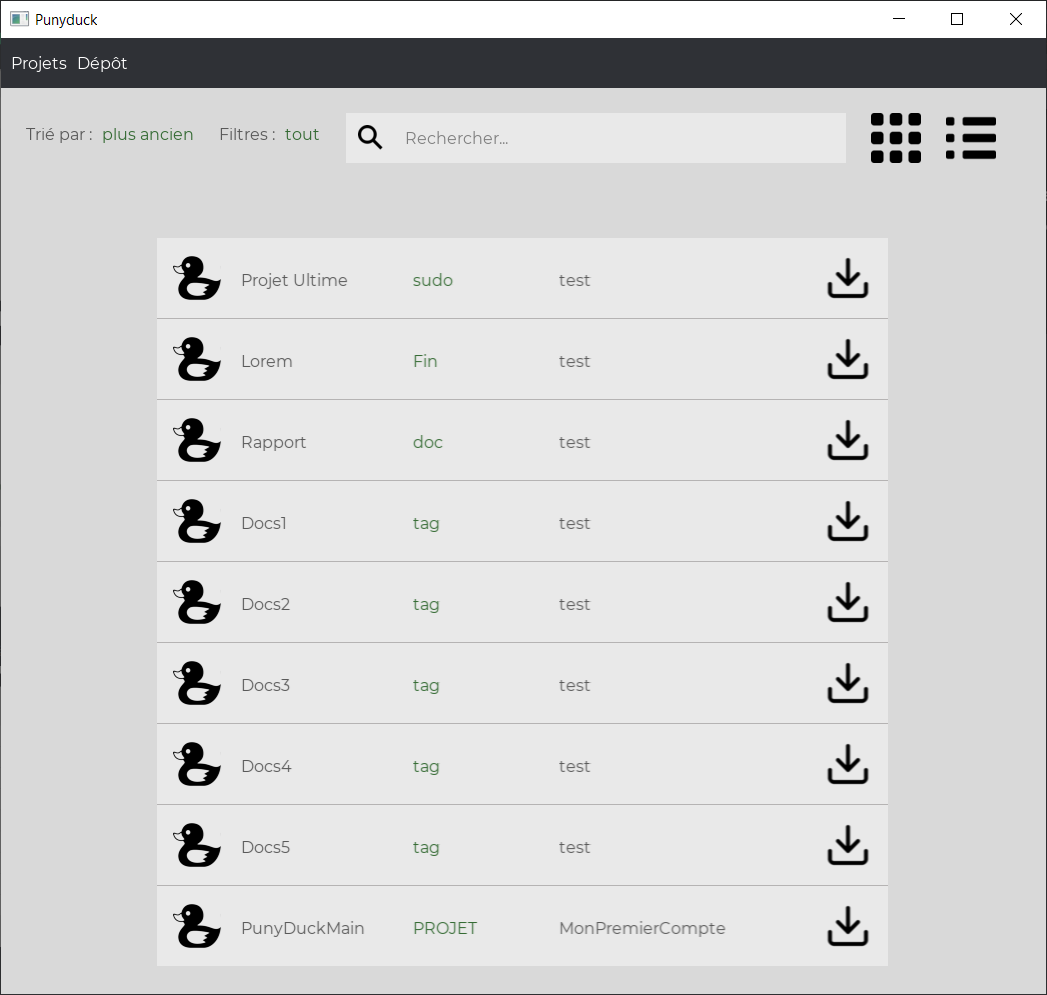 Punyduck
Projets Dépôt
Trié par : plus ancien Filtres : tout Rechercher...
Projet Ultime sudo test
Lorem Fin test
Rapport doc test
Docs1 tag test
Docs2 tag test
Docs3 tag test
Docs4 tag test
Docs5 tag test
PunyDuckMain PROJET MonPremierCompte